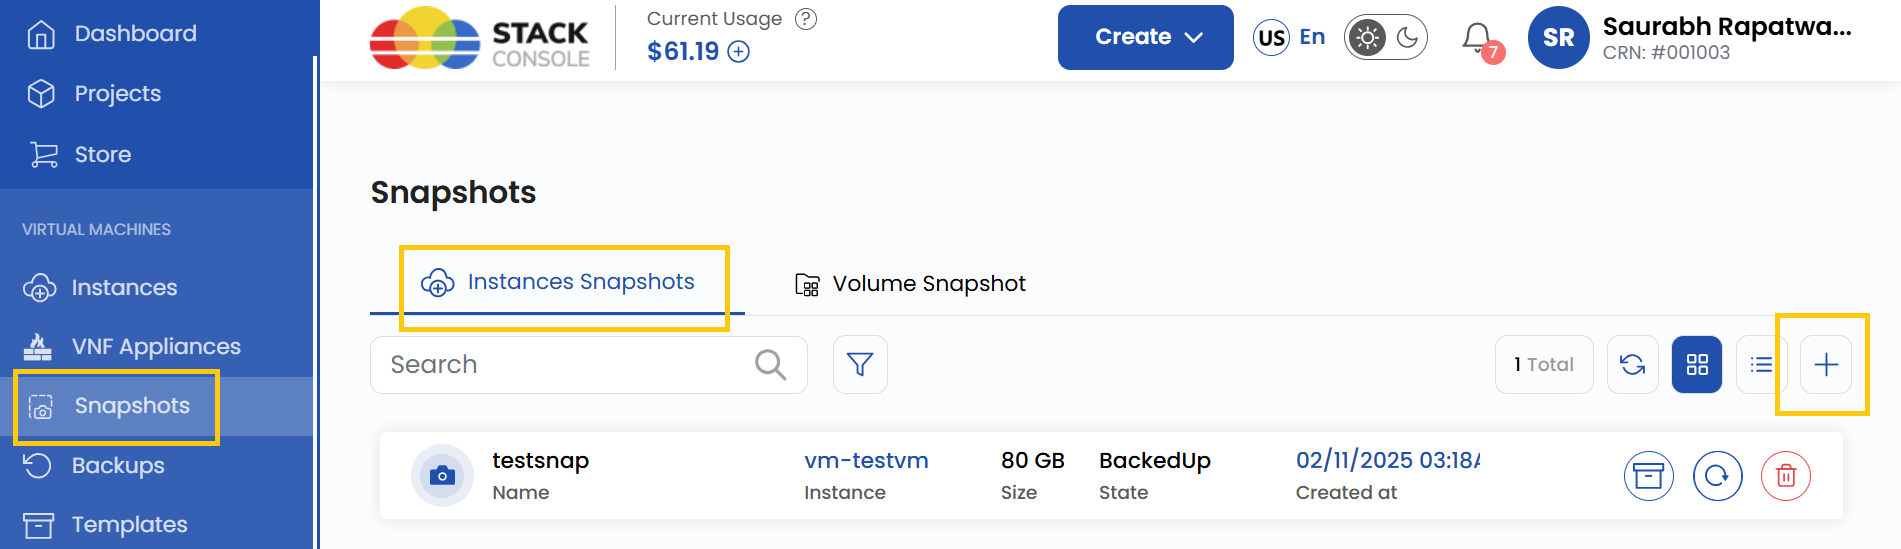 Dashboard
Projects
Store
VIRTUAL MACHINES
Instances
VNF Appliances
Snapshots
Backups
Templates
STACK
CONSOLE
Current Usage ?
$61.19
Create
US En
7
SR
Saurabh Rapatwa...
CRN: #001003
Snapshots
Instances Snapshots
Volume Snapshot
Search
1 Total
testsnap
Name
vm-testvm
Instance
80 GB
Size
BackedUp
State
02/11/2025 03:18A
Created at